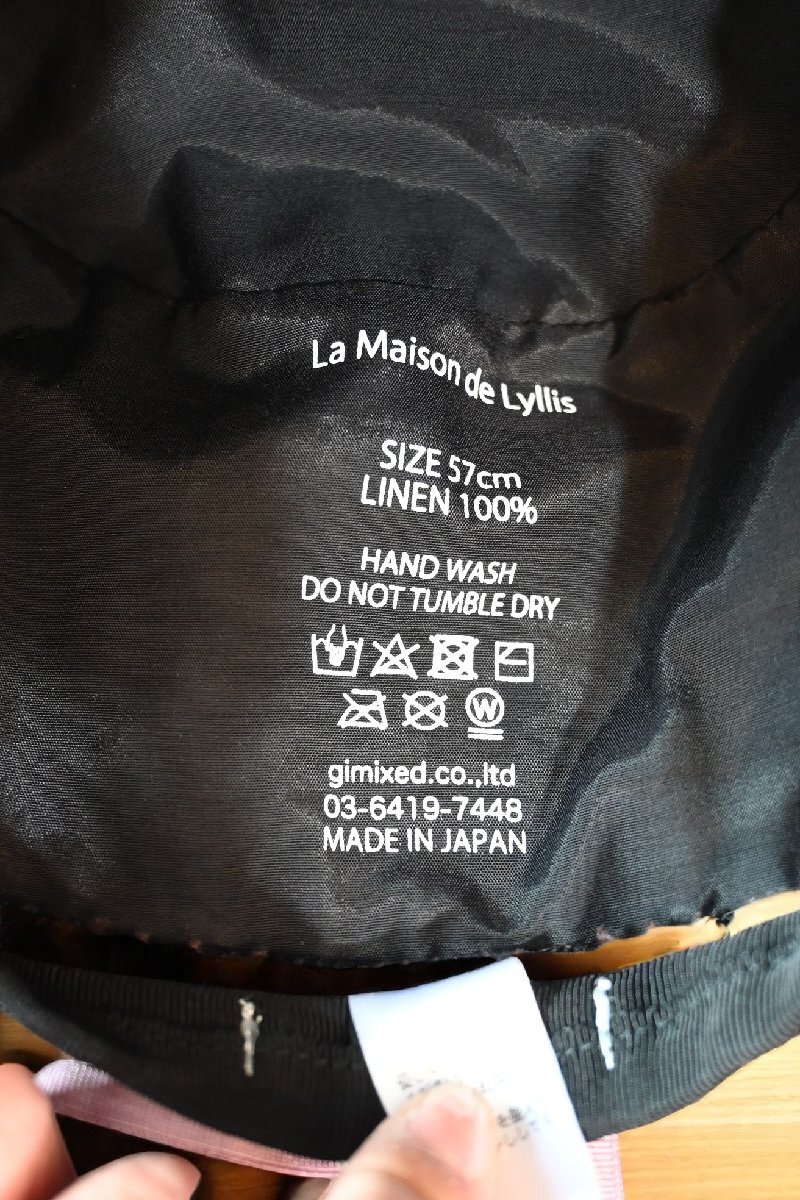 La Maison de Lyllis
SIZE 57cm
LINEN 100%
HAND WASH
DO NOT TUMBLE DRY
W
gimixed.co.,ltd
03-6419-7448
MADE IN JAPAN